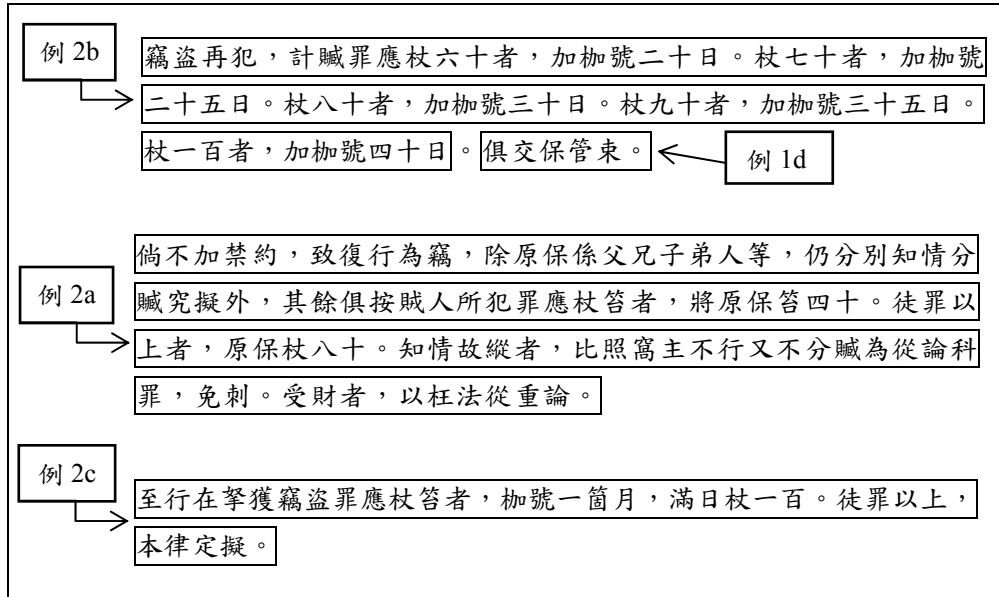 例 2b
竊盜再犯，計贓罪應杖六十者，加枷號二十日。杖七十者，加枷號
二十五日。杖八十者，加枷號三十日。杖九十者，加枷號三十五日。
杖一百者，加枷號四十日。俱交保管束。
例 1d
倘不加禁約，致復行為竊，除原保係父兄子弟人等，仍分別知情分
例 2a
贓究擬外，其餘俱按賊人所犯罪應杖笞者，將原保笞四十。徒罪以
上者，原保杖八十。知情故縱者，比照窩主不行又不分贓為從論科
罪，免刺。受財者，以枉法從重論。
例 2c
至行在拏獲竊盜罪應杖笞者，枷號一箇月，滿日杖一百。徒罪以上，
本律定擬。